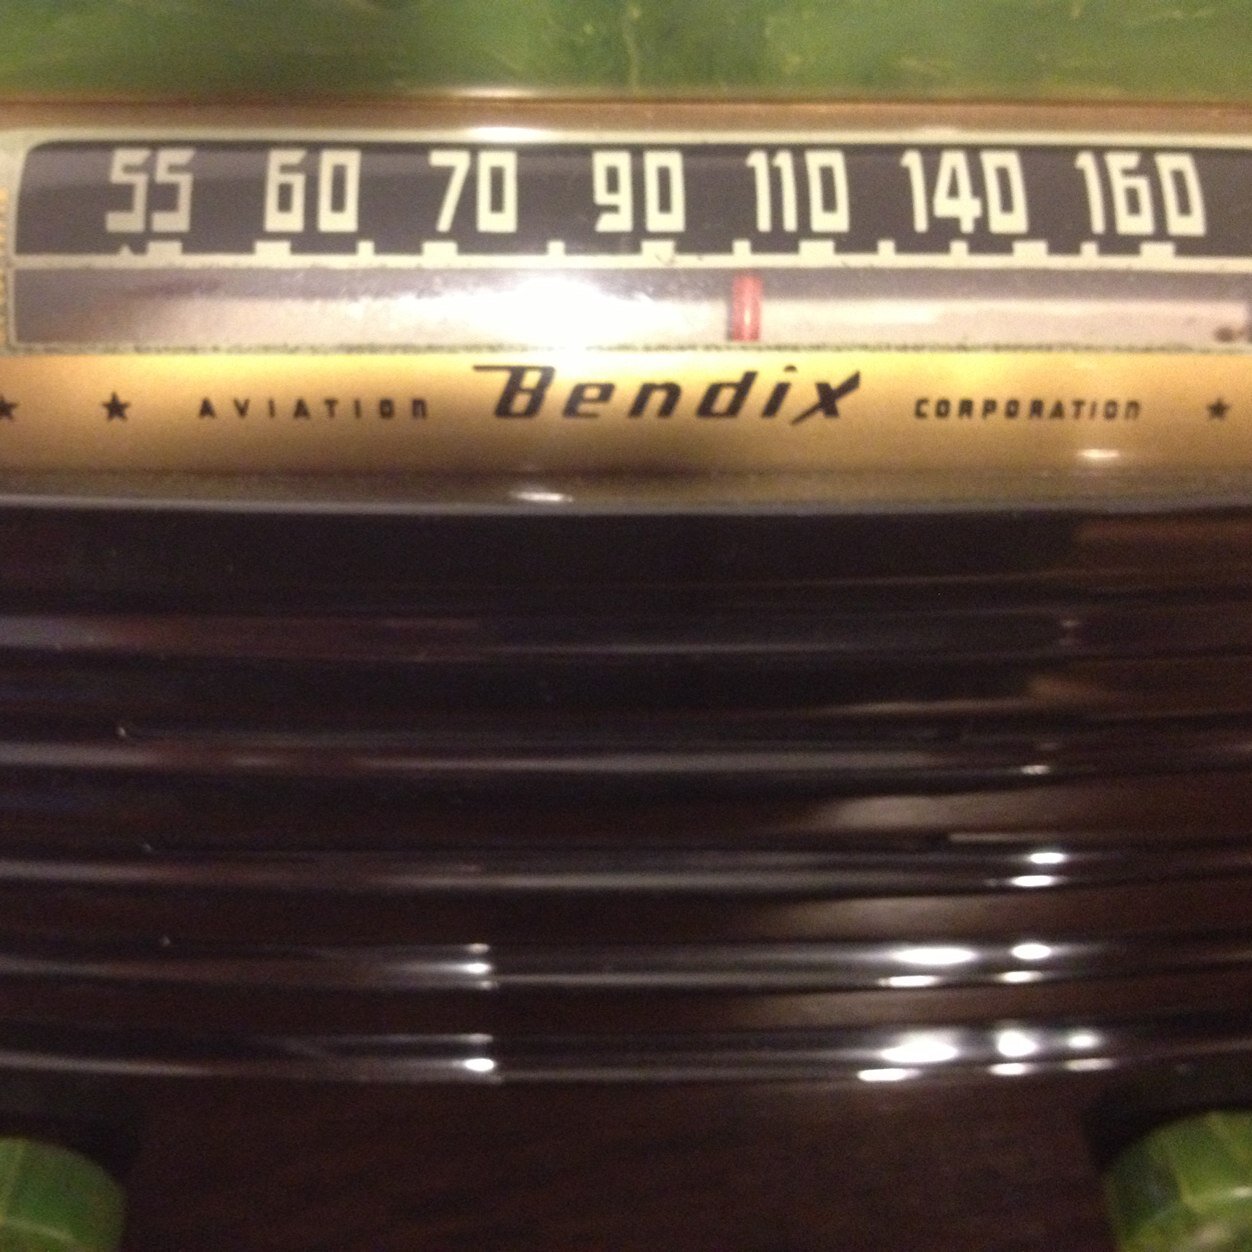 55 60 70 90 110 140 160
★ ★ AVIATION Bendix CORPORATION ★